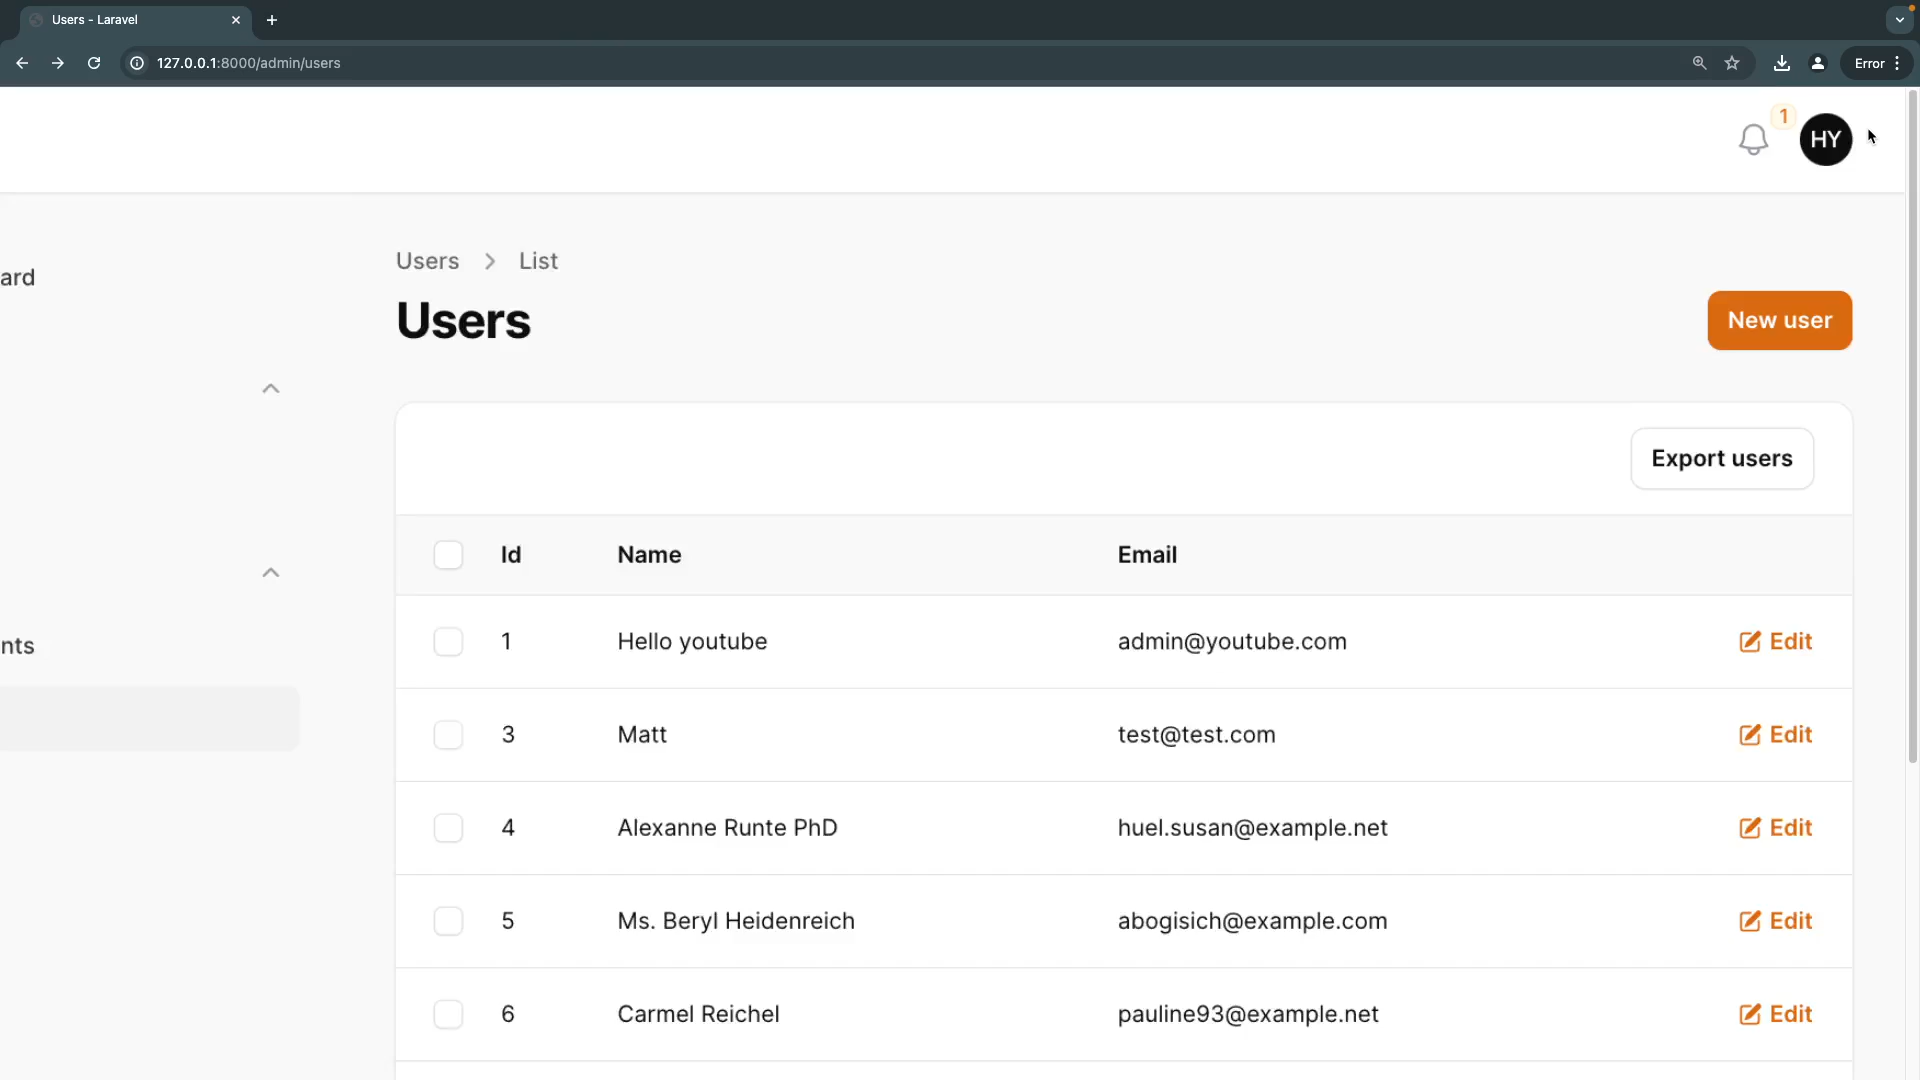 Users - Laravel
127.0.0.1:8000/admin/users
Error
1
HY
ard
Users > List
Users
New user
Export users
nts
Id Name Email
1 Hello youtube admin@youtube.com Edit
3 Matt test@test.com Edit
4 Alexanne Runte PhD huel.susan@example.net Edit
5 Ms. Beryl Heidenreich abogisich@example.com Edit
6 Carmel Reichel pauline93@example.net Edit